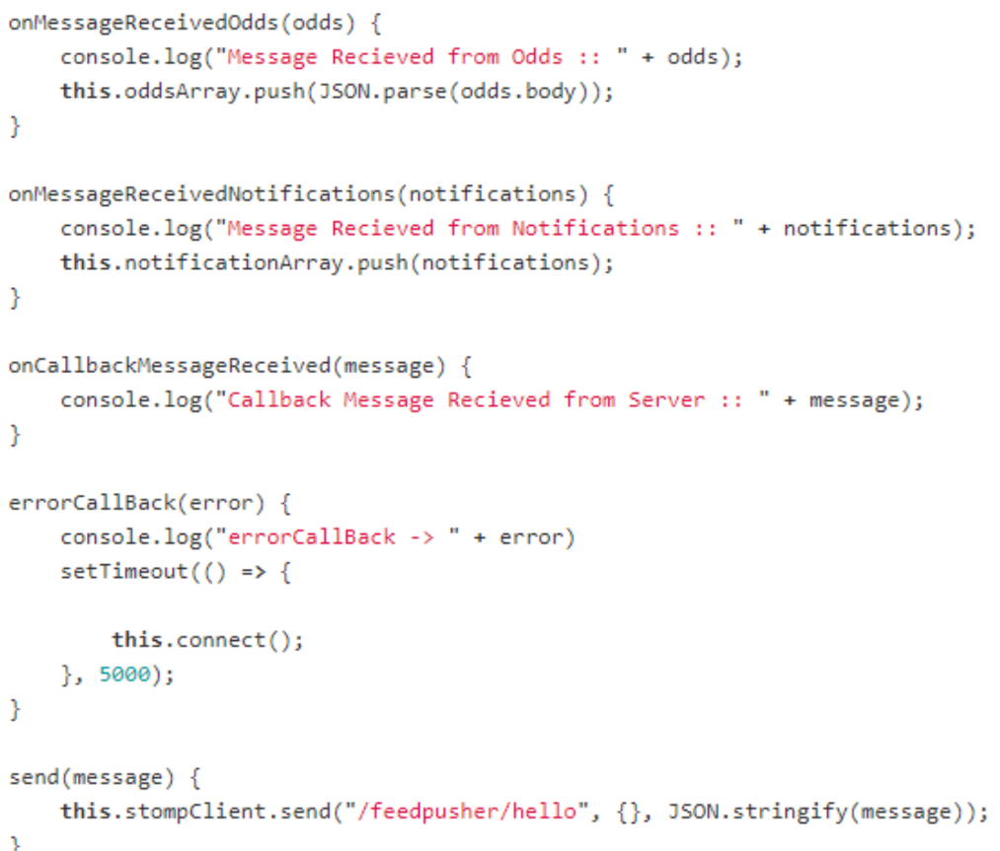 onMessageReceivedOdds(odds) {
    console.log("Message Recieved from Odds :: " + odds);
    this.oddsArray.push(JSON.parse(odds.body));
}

onMessageReceivedNotifications(notifications) {
    console.log("Message Recieved from Notifications :: " + notifications);
    this.notificationArray.push(notifications);
}

onCallbackMessageReceived(message) {
    console.log("Callback Message Recieved from Server :: " + message);
}

errorCallBack(error) {
    console.log("errorCallBack -> " + error)
    setTimeout(() => {

        this.connect();
    }, 5000);
}

send(message) {
    this.stompClient.send("/feedpusher/hello", {}, JSON.stringify(message));
}